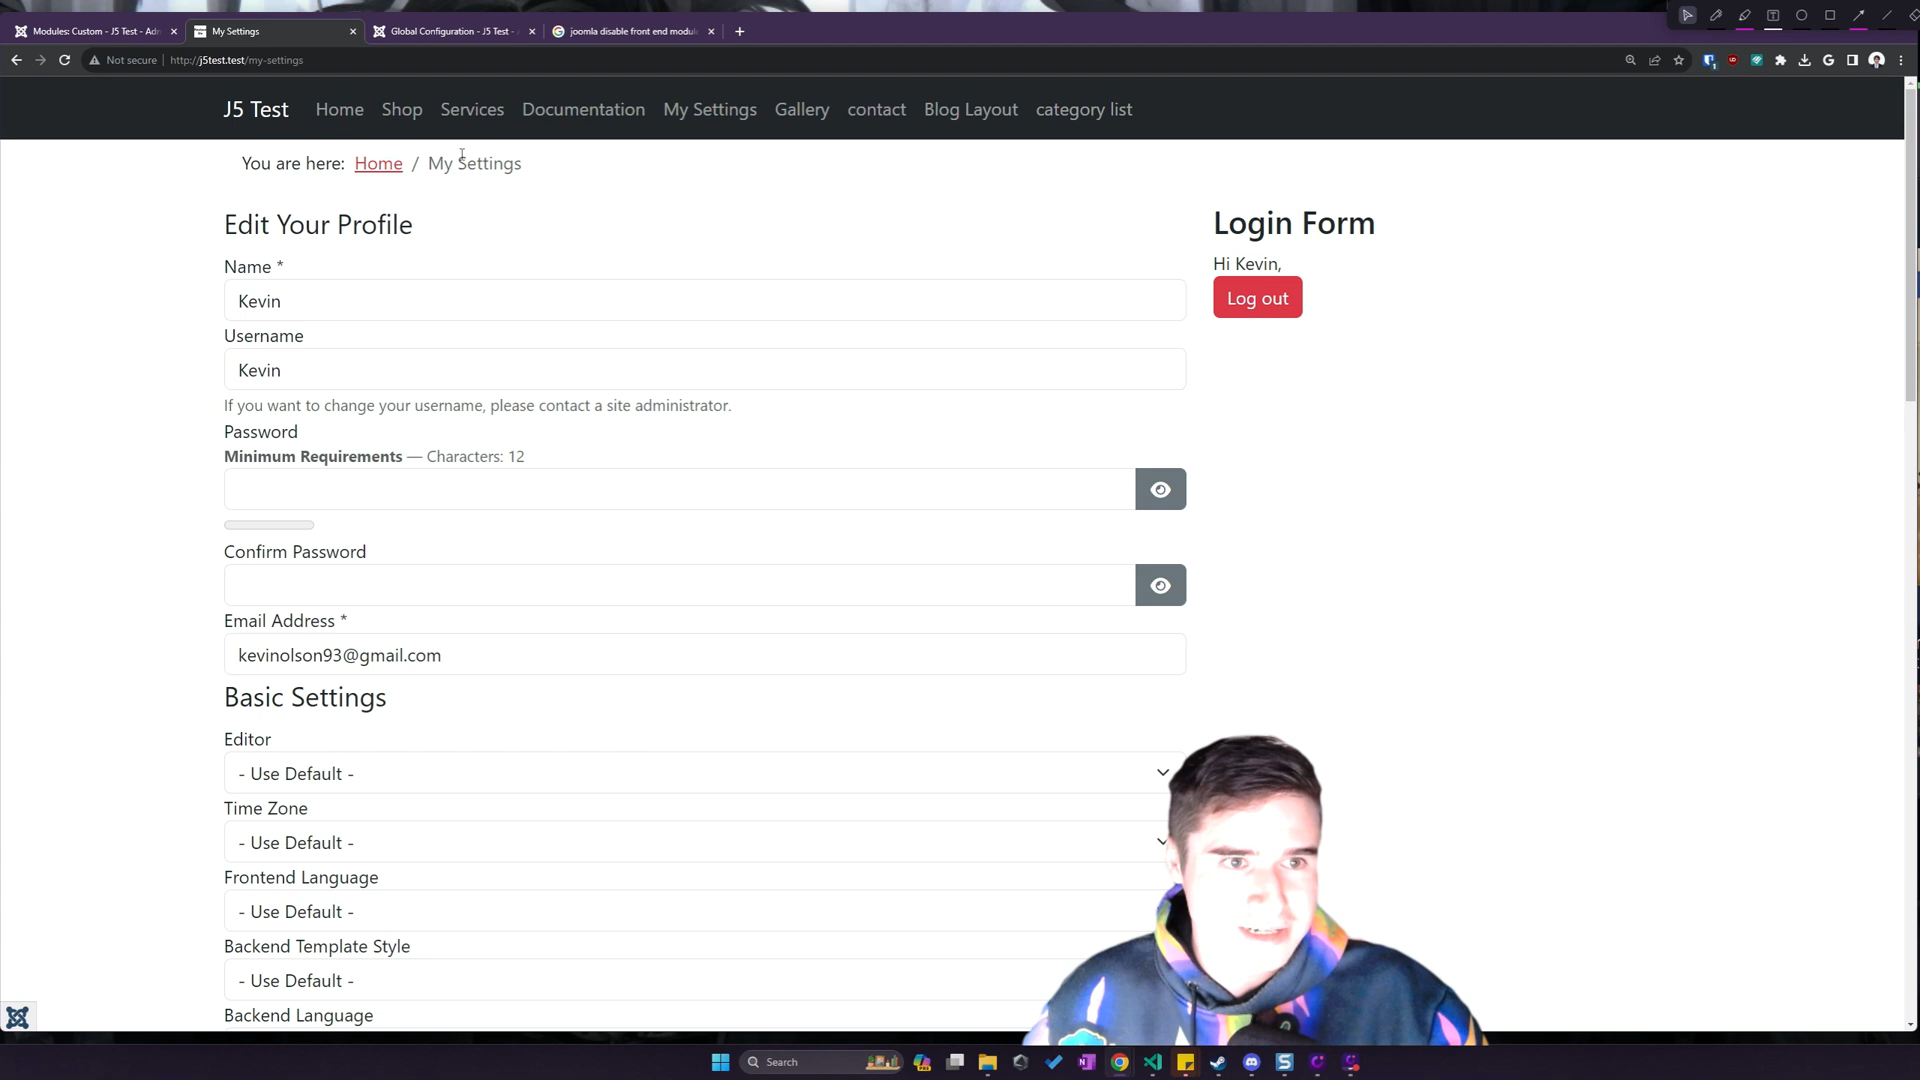 Modules: Custom - J5 Test - Adm
My Settings
Global Configuration - J5 Test -
joomla disable front end modul
Not secure
http://j5test.test/my-settings
J5 Test Home Shop Services Documentation My Settings Gallery contact Blog Layout category list
You are here: Home / My Settings
Edit Your Profile
Name *
Kevin
Username
Kevin
If you want to change your username, please contact a site administrator.
Password
Minimum Requirements — Characters: 12
Confirm Password
Email Address *
kevinolson93@gmail.com
Basic Settings
Editor
- Use Default -
Time Zone
- Use Default -
Frontend Language
- Use Default -
Backend Template Style
- Use Default -
Backend Language
Login Form
Hi Kevin,
Log out
Search